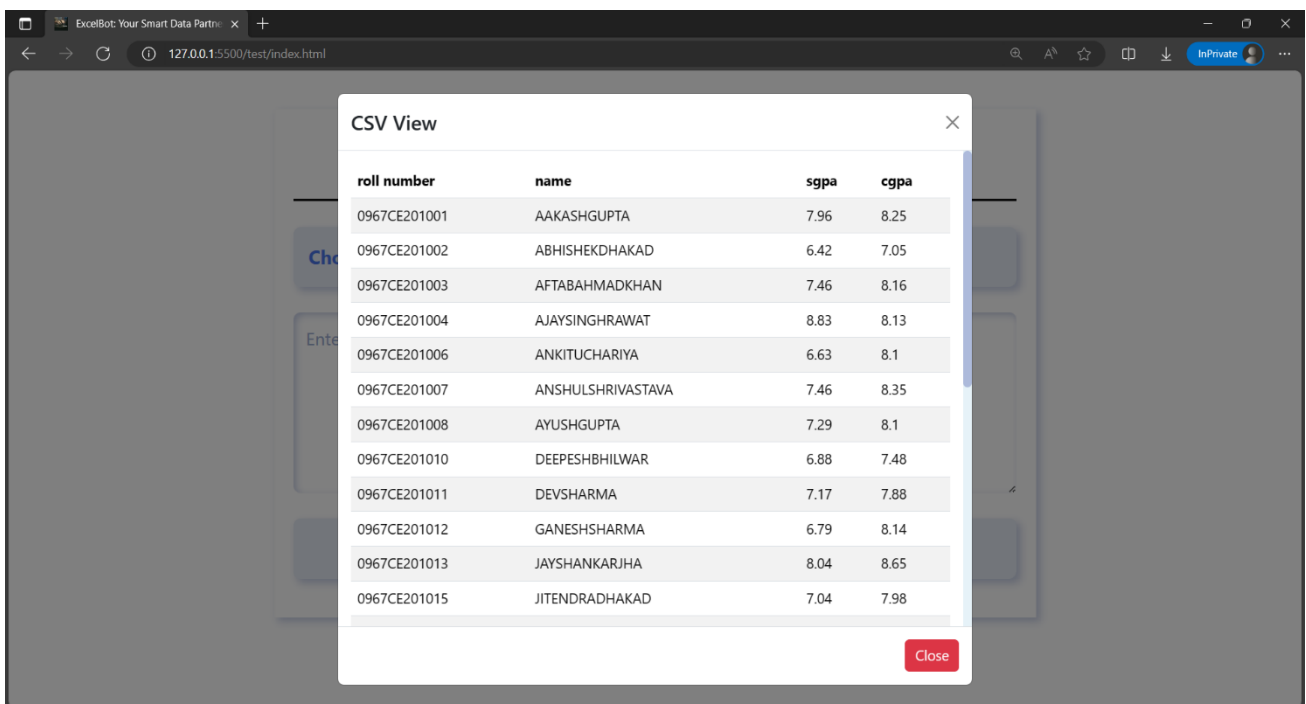 ExcelBot: Your Smart Data Partne
127.0.0.1:5500/test/index.html
InPrivate
CSV View
roll number name sgpa cgpa
0967CE201001 AAKASHGUPTA 7.96 8.25
0967CE201002 ABHISHEKDHAKAD 6.42 7.05
0967CE201003 AFTABAHMADKHAN 7.46 8.16
0967CE201004 AJAYSINGHRAWAT 8.83 8.13
0967CE201006 ANKITUCHARIYA 6.63 8.1
0967CE201007 ANSHULSHRIVASTAVA 7.46 8.35
0967CE201008 AYUSHGUPTA 7.29 8.1
0967CE201010 DEEPESHBHILWAR 6.88 7.48
0967CE201011 DEVSHARMA 7.17 7.88
0967CE201012 GANESHSHARMA 6.79 8.14
0967CE201013 JAYSHANKARJHA 8.04 8.65
0967CE201015 JITENDRADHAKAD 7.04 7.98
Cho
Ente
Close